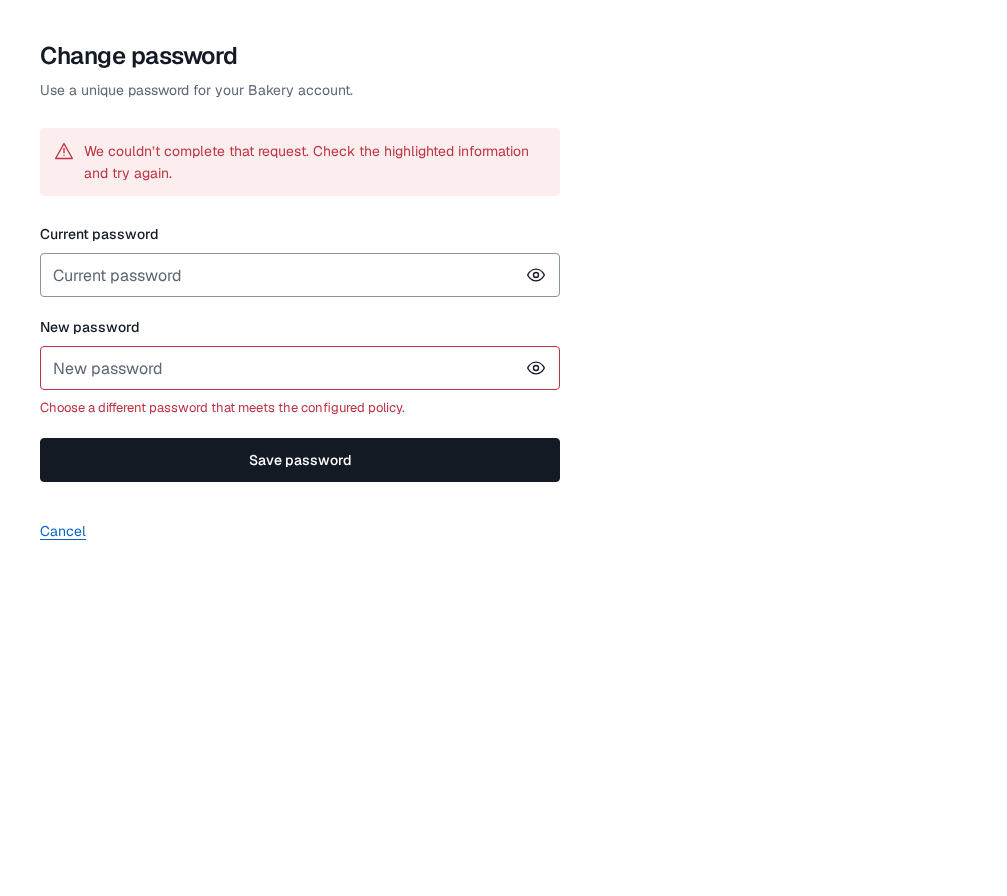 Change password
Use a unique password for your Bakery account.
We couldn't complete that request. Check the highlighted information
and try again.
Current password
Current password
New password
New password
Choose a different password that meets the configured policy.
Save password
Cancel